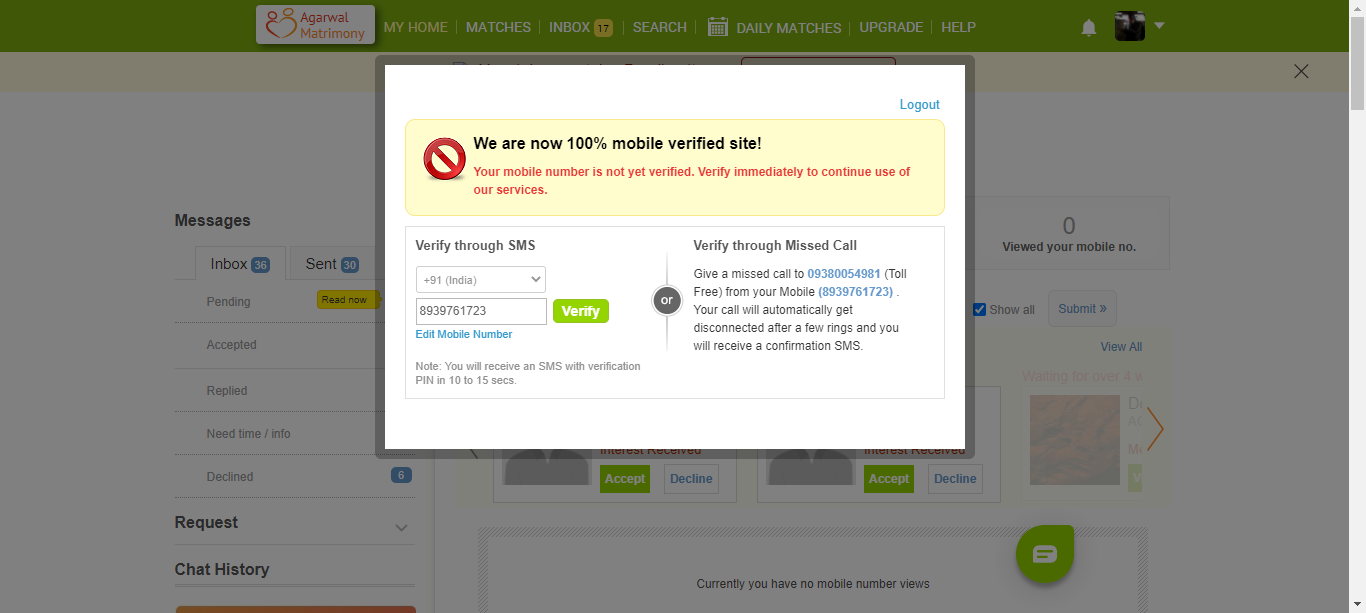 Agarwal
Matrimony
MY HOME
MATCHES
INBOX 17
SEARCH
DAILY MATCHES
UPGRADE
HELP
Logout
We are now 100% mobile verified site!
Your mobile number is not yet verified. Verify immediately to continue use of
our services.
Verify through SMS
+91 (India)
8939761723
Verify
Edit Mobile Number
Note: You will receive an SMS with verification
PIN in 10 to 15 secs.
or
Verify through Missed Call
Give a missed call to 09380054981 (Toll
Free) from your Mobile (8939761723) .
Your call will automatically get
disconnected after a few rings and you
will receive a confirmation SMS.
Messages
Inbox 36
Sent 30
Pending
Read now
Accepted
Replied
Need time / info
Declined
6
Request
Chat History
0
Viewed your mobile no.
Show all
Submit »
View All
Waiting for over 4 w
Interest Received
Accept
Decline
Interest Received
Accept
Decline
Currently you have no mobile number views